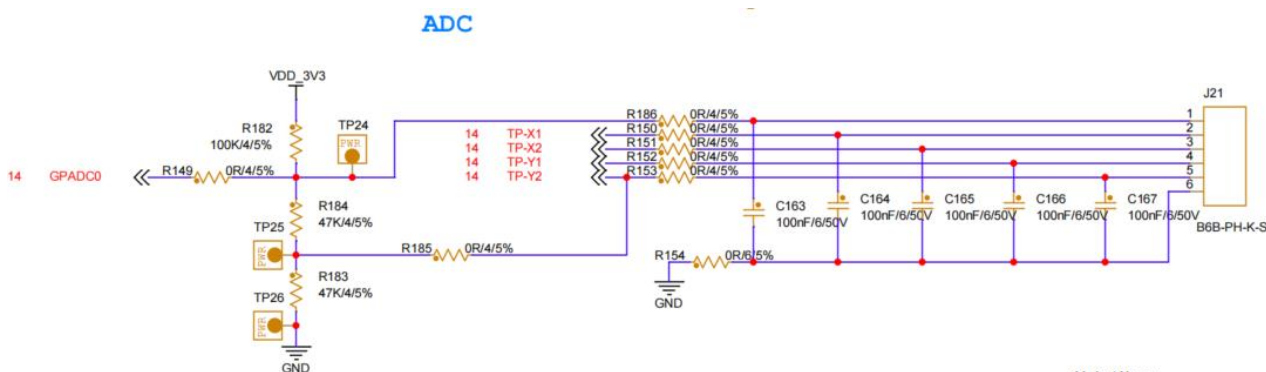 ADC
VDD_3V3
R182
100K/4/5%
TP24
PWR
14 GPADC0
R149 0R/4/5%
R184
47K/4/5%
TP25
PWR
R185 0R/4/5%
R183
47K/4/5%
TP26
PWR
GND
14 TP-X1
14 TP-X2
14 TP-Y1
14 TP-Y2
R186 0R/4/5%
R150 0R/4/5%
R151 0R/4/5%
R152 0R/4/5%
R153 0R/4/5%
C163
100nF/6/50V
C164
100nF/6/50V
C165
100nF/6/50V
C166
100nF/6/50V
C167
100nF/6/50V
R154 0R/6/5%
GND
J21
1
2
3
4
5
6
B6B-PH-K-S